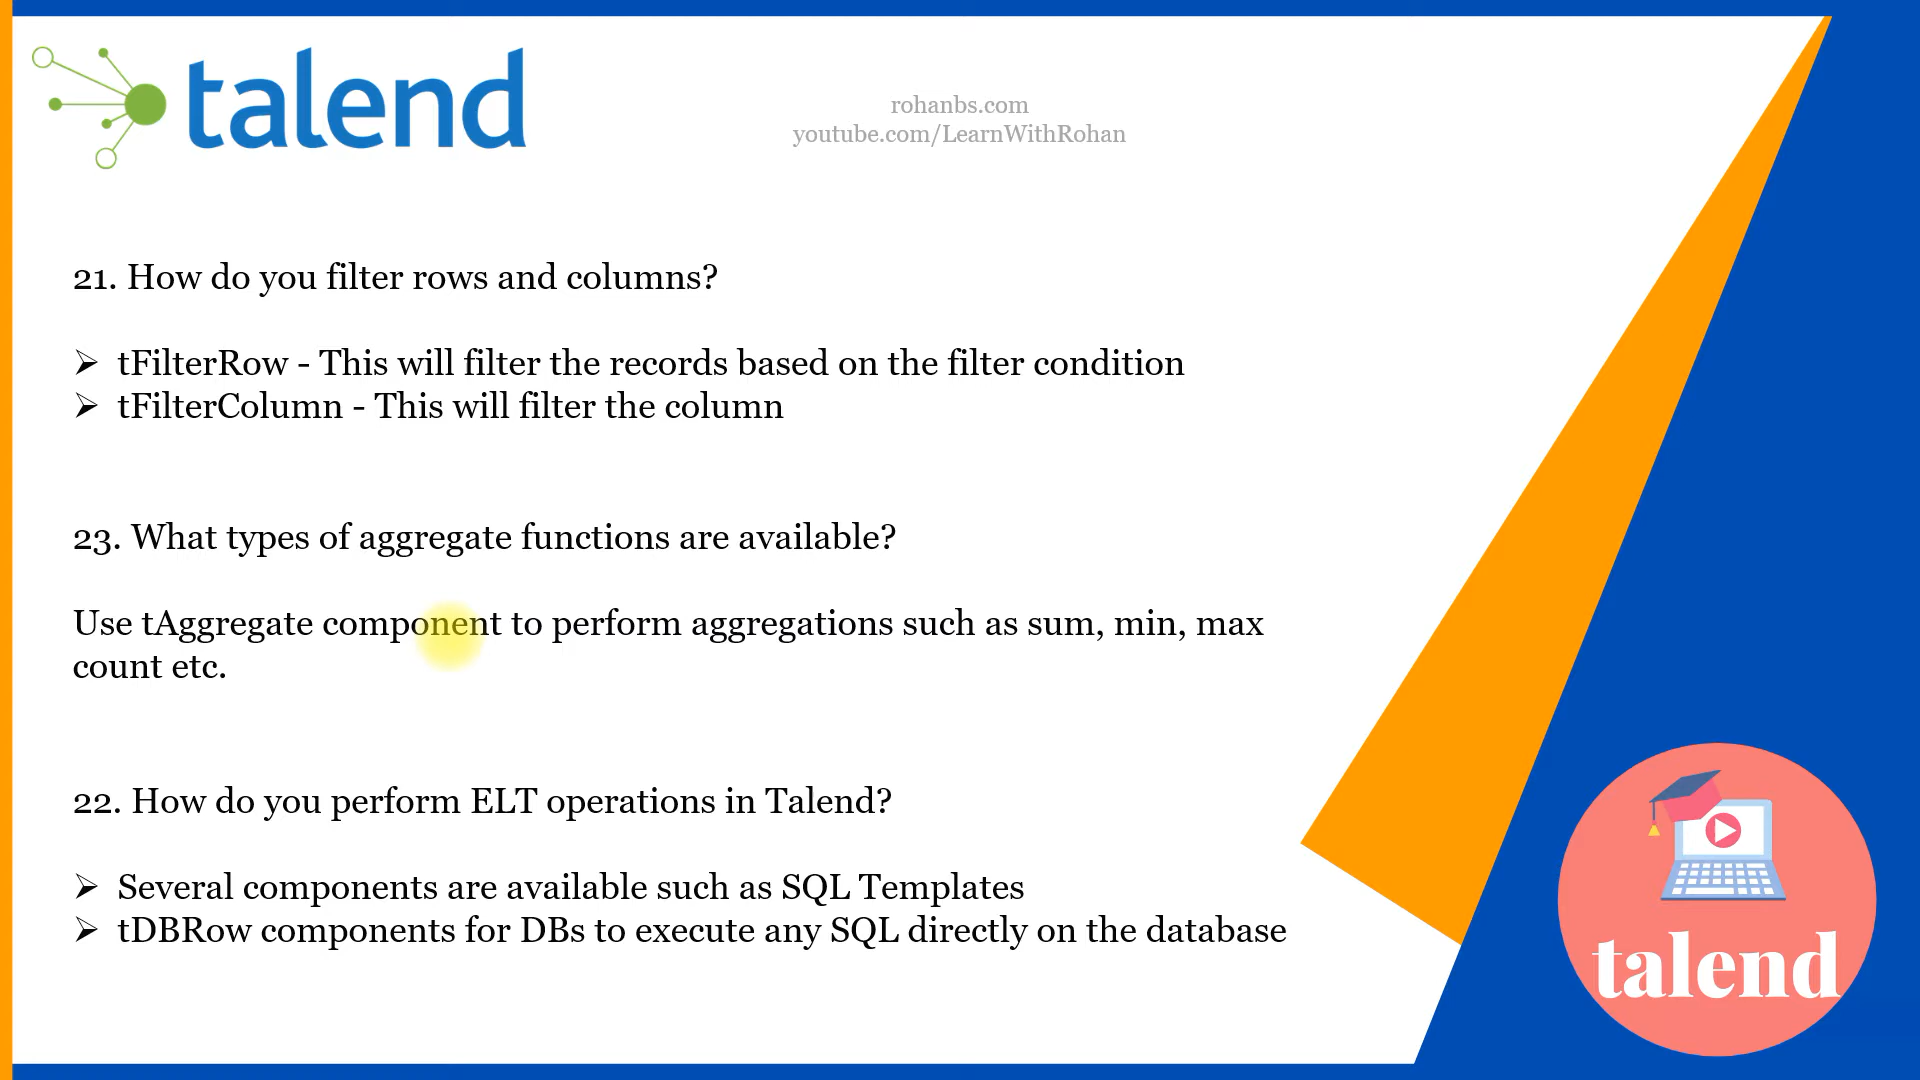 talend
rohanbs.com
youtube.com/LearnWithRohan
21. How do you filter rows and columns?
➢ tFilterRow - This will filter the records based on the filter condition
➢ tFilterColumn - This will filter the column
23. What types of aggregate functions are available?
Use tAggregate component to perform aggregations such as sum, min, max
count etc.
22. How do you perform ELT operations in Talend?
➢ Several components are available such as SQL Templates
➢ tDBRow components for DBs to execute any SQL directly on the database
talend